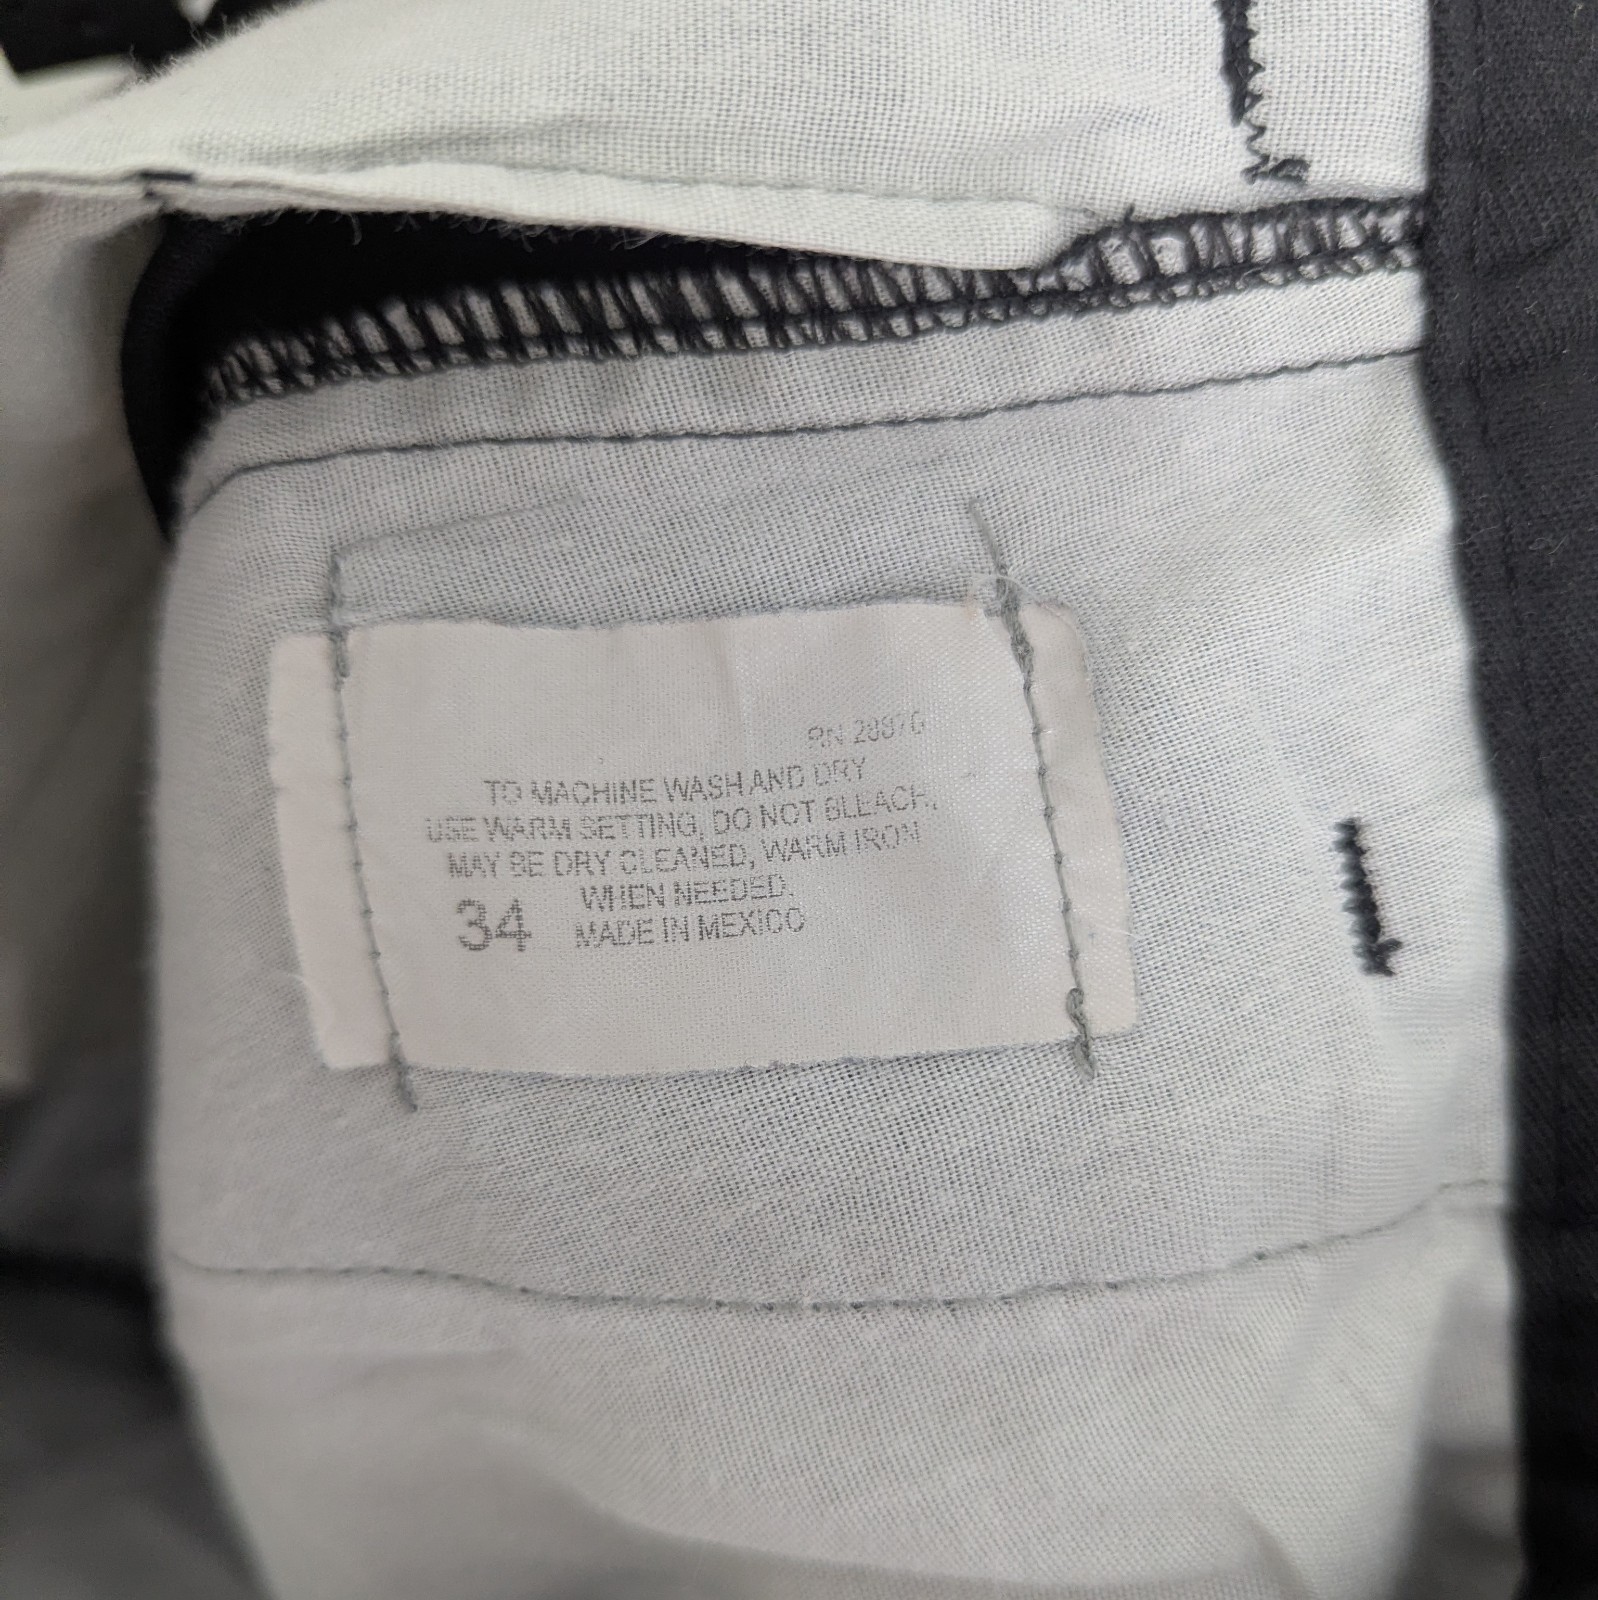 RN 28876
TO MACHINE WASH AND DRY
USE WARM SETTING, DO NOT BLEACH,
MAY BE DRY CLEANED, WARM IRON
WHEN NEEDED.
34 MADE IN MEXICO